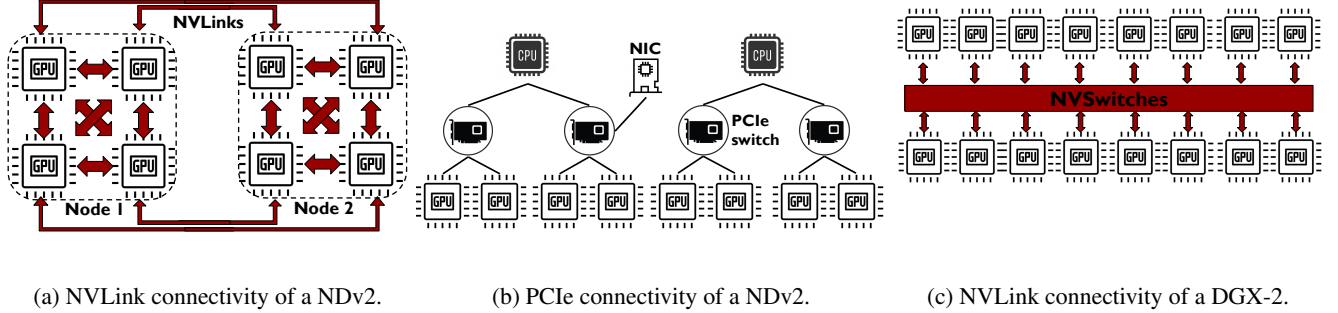 NVLinks
GPU GPU GPU GPU
GPU GPU GPU GPU
Node 1 Node 2
CPU CPU
NIC
PCIe
switch
GPU GPU GPU GPU GPU GPU GPU GPU
GPU GPU GPU GPU GPU GPU GPU GPU
NVSwitches
GPU GPU GPU GPU GPU GPU GPU GPU
(a) NVLink connectivity of a NDv2.
(b) PCIe connectivity of a NDv2.
(c) NVLink connectivity of a DGX-2.